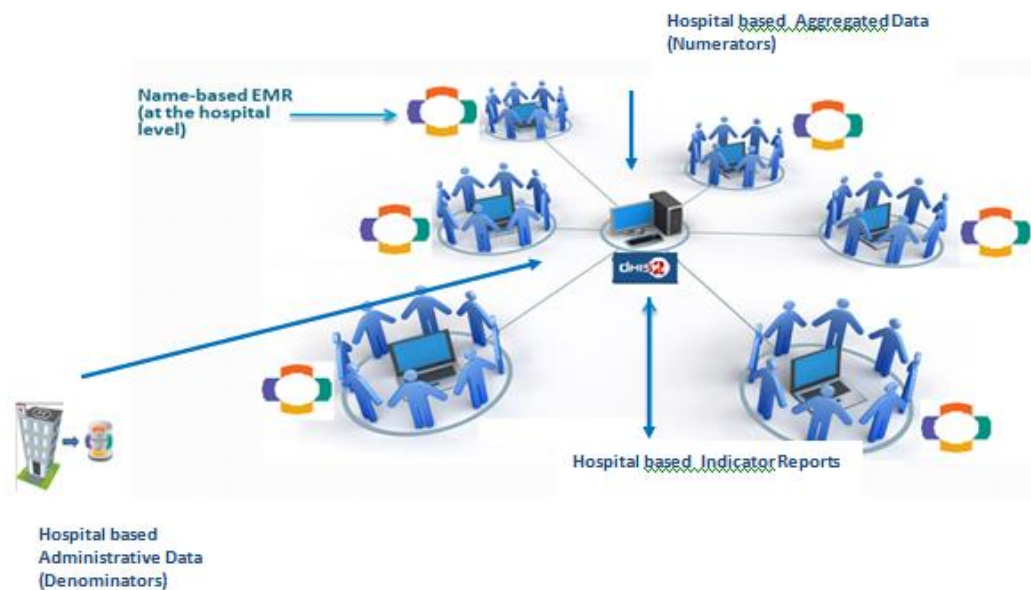 Hospital based Aggregated Data
(Numerators)
Name-based EMR
(at the hospital
level)
dHIS2
Hospital based Indicator Reports
Hospital based
Administrative Data
(Denominators)